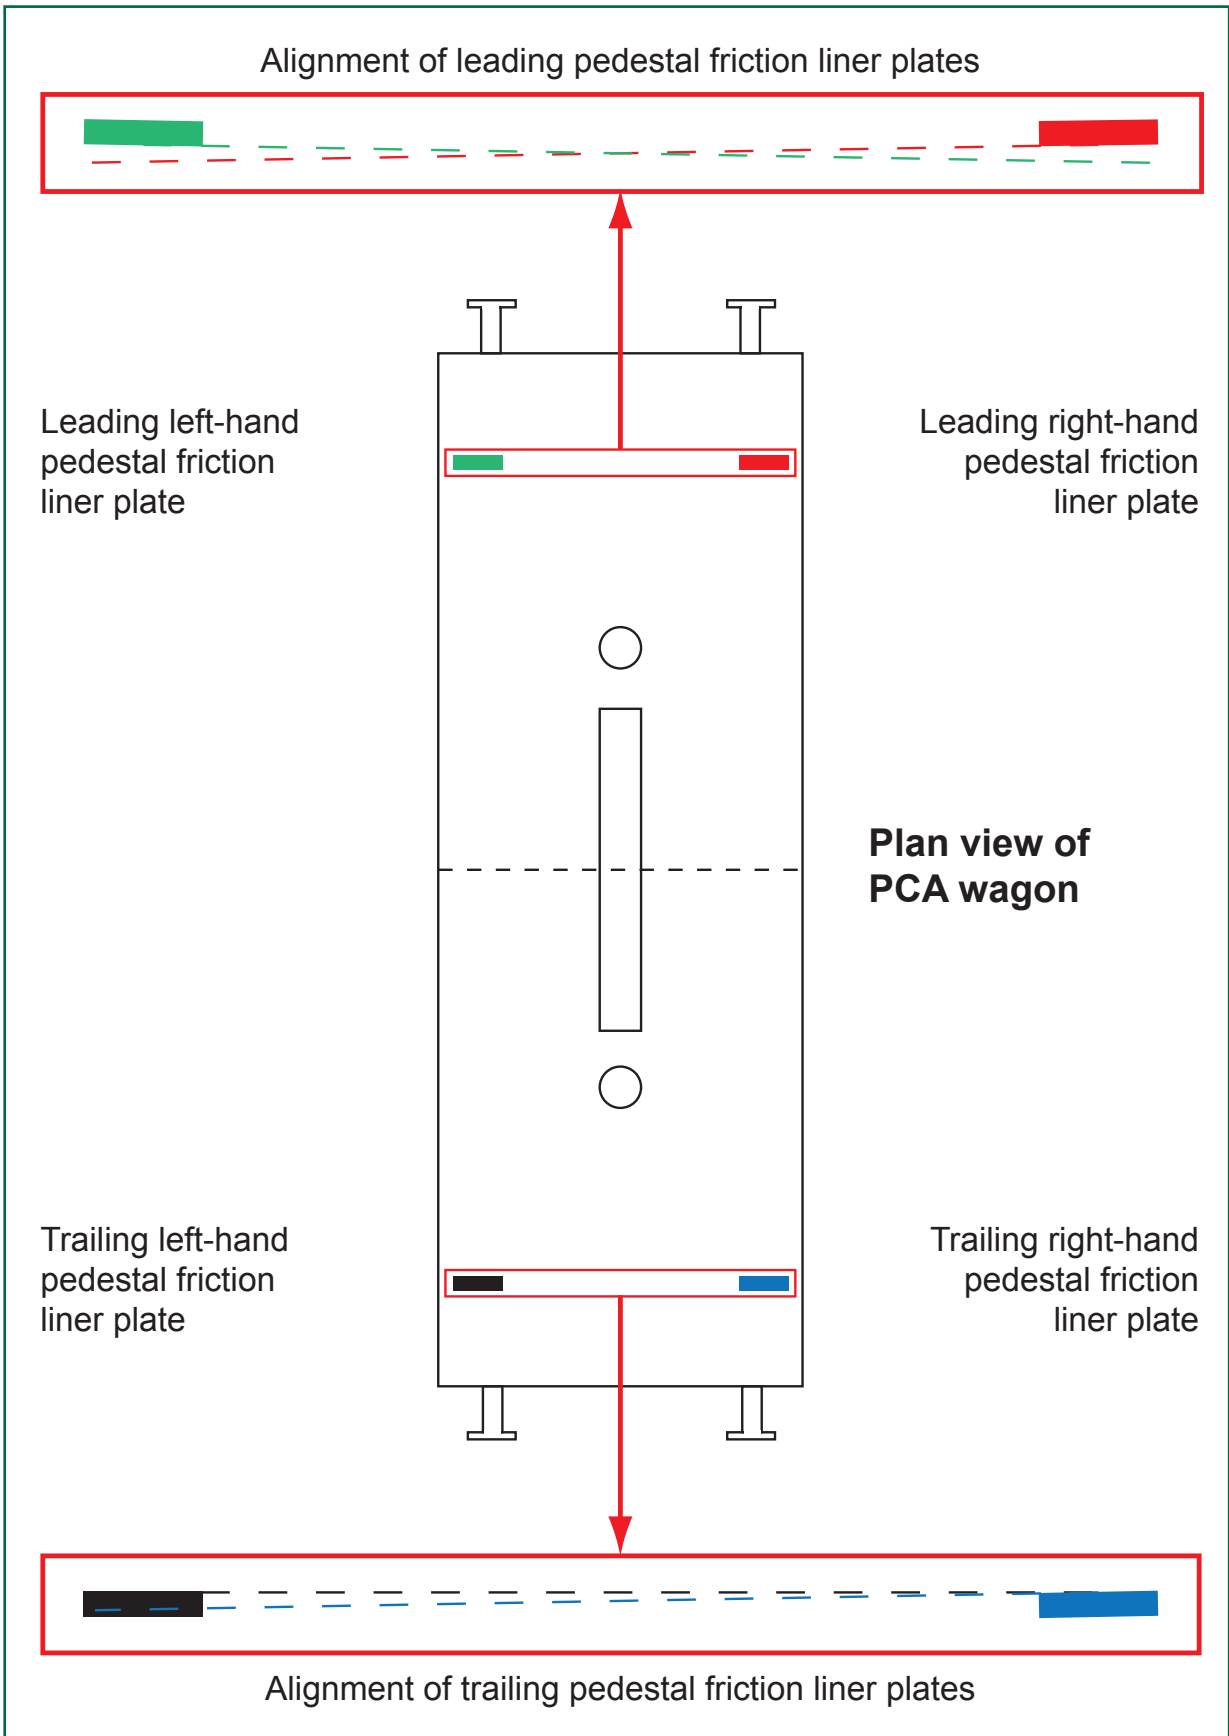 Alignment of leading pedestal friction liner plates
Leading left-hand
pedestal friction
liner plate
Leading right-hand
pedestal friction
liner plate
Plan view of
PCA wagon
Trailing left-hand
pedestal friction
liner plate
Trailing right-hand
pedestal friction
liner plate
Alignment of trailing pedestal friction liner plates